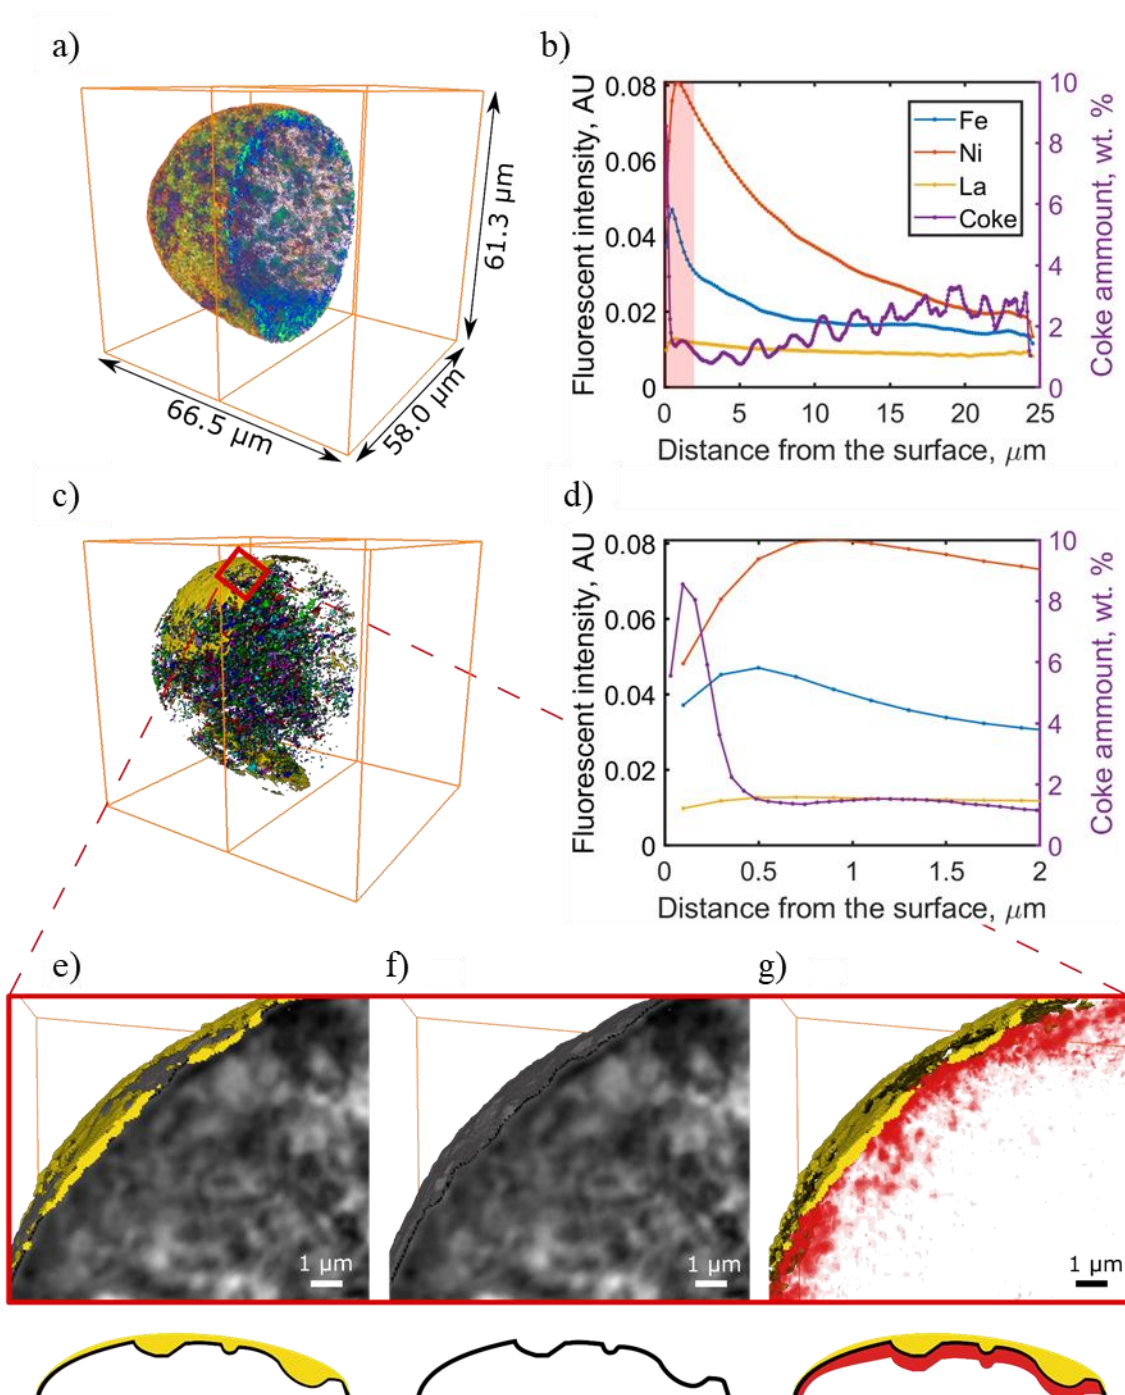 a)
61.3 µm
58.0 µm
66.5 µm
b)
Fluorescent intensity, AU
0.08
0.06
0.04
0.02
0
Fe
Ni
La
Coke
10
8
6
4
2
0
Coke ammount, wt. %
0 5 10 15 20 25
Distance from the surface, µm
c)
d)
Fluorescent intensity, AU
0.08
0.06
0.04
0.02
0
10
8
6
4
2
0
Coke ammount, wt. %
0 0.5 1 1.5 2
Distance from the surface, µm
e)
1 µm
f)
1 µm
g)
1 µm